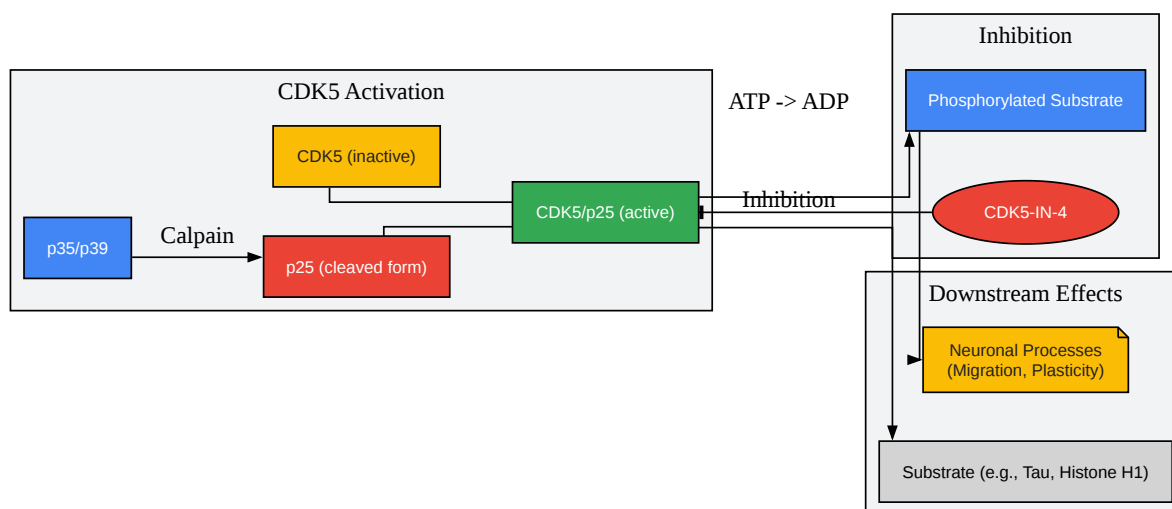 CDK5 Activation
CDK5 (inactive)
CDK5/p25 (active)
p35/p39
Calpain
p25 (cleaved form)
ATP -> ADP
Inhibition
Inhibition
Phosphorylated Substrate
CDK5-IN-4
Downstream Effects
Neuronal Processes
(Migration, Plasticity)
Substrate (e.g., Tau, Histone H1)